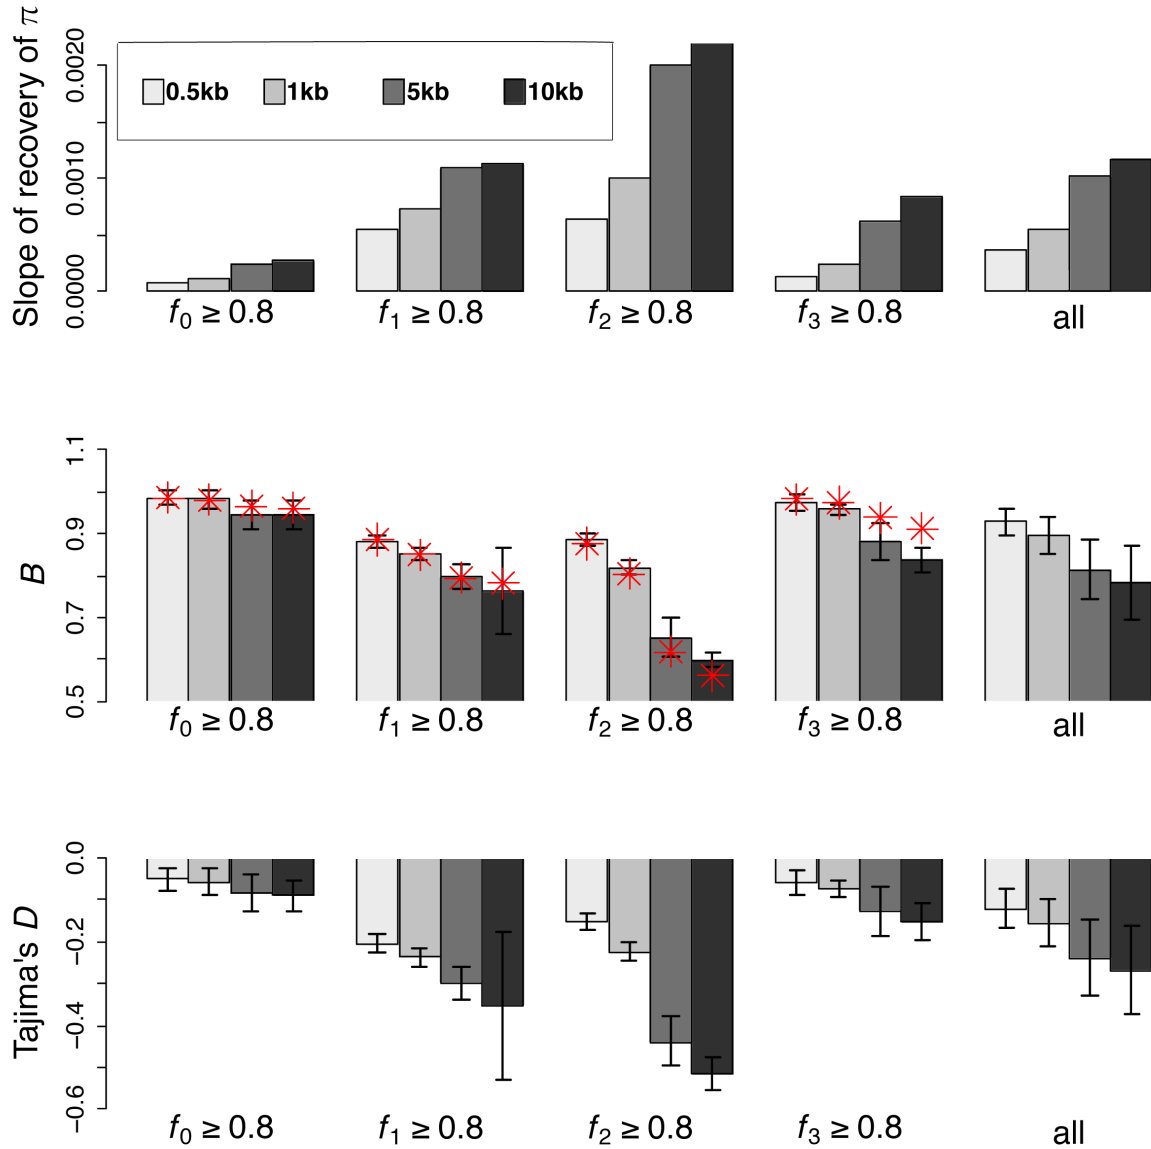 Slope of recovery of π
0.0020
0.0010
0.0000
0.5kb 1kb 5kb 10kb
f0 ≥ 0.8 f1 ≥ 0.8 f2 ≥ 0.8 f3 ≥ 0.8 all
B
1.1
0.9
0.7
0.5
f0 ≥ 0.8 f1 ≥ 0.8 f2 ≥ 0.8 f3 ≥ 0.8 all
Tajima's D
0.0
−0.2
−0.4
−0.6
f0 ≥ 0.8 f1 ≥ 0.8 f2 ≥ 0.8 f3 ≥ 0.8 all